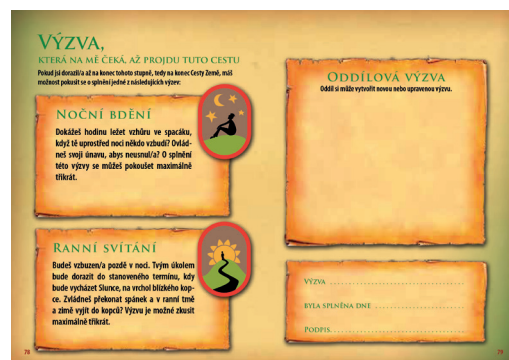 Výzva,
která na mě čeká, až projdu tuto cestu
Pokud jsi dorazil/a až na konec tohoto stupně, tedy na konec Cesty Země, máš
možnost pokusit se o splnění jedné z následujících výzev:
Noční bdění
Dokážeš hodinu ležet vzhůru ve spacáku,
když tě uprostřed noci někdo vzbudí? Ovlád-
neš svoji únavu, abys neusnul/a? O splnění
této výzvy se můžeš pokoušet maximálně
třikrát.
Ranní svítání
Budeš vzbuzen/a pozdě v noci. Tvým úkolem
bude dorazit do stanoveného termínu, kdy
bude vycházet Slunce, na vrchol blízkého kop-
ce. Zvládneš překonat spánek a v ranní tmě
a zimě vyjít do kopců? Výzvu je možné zkusit
maximálně třikrát.
78
Oddílová výzva
Oddíl si může vytvořit novou nebo upravenou výzvu.
Výzva
byla splněna dne
Podpis
79